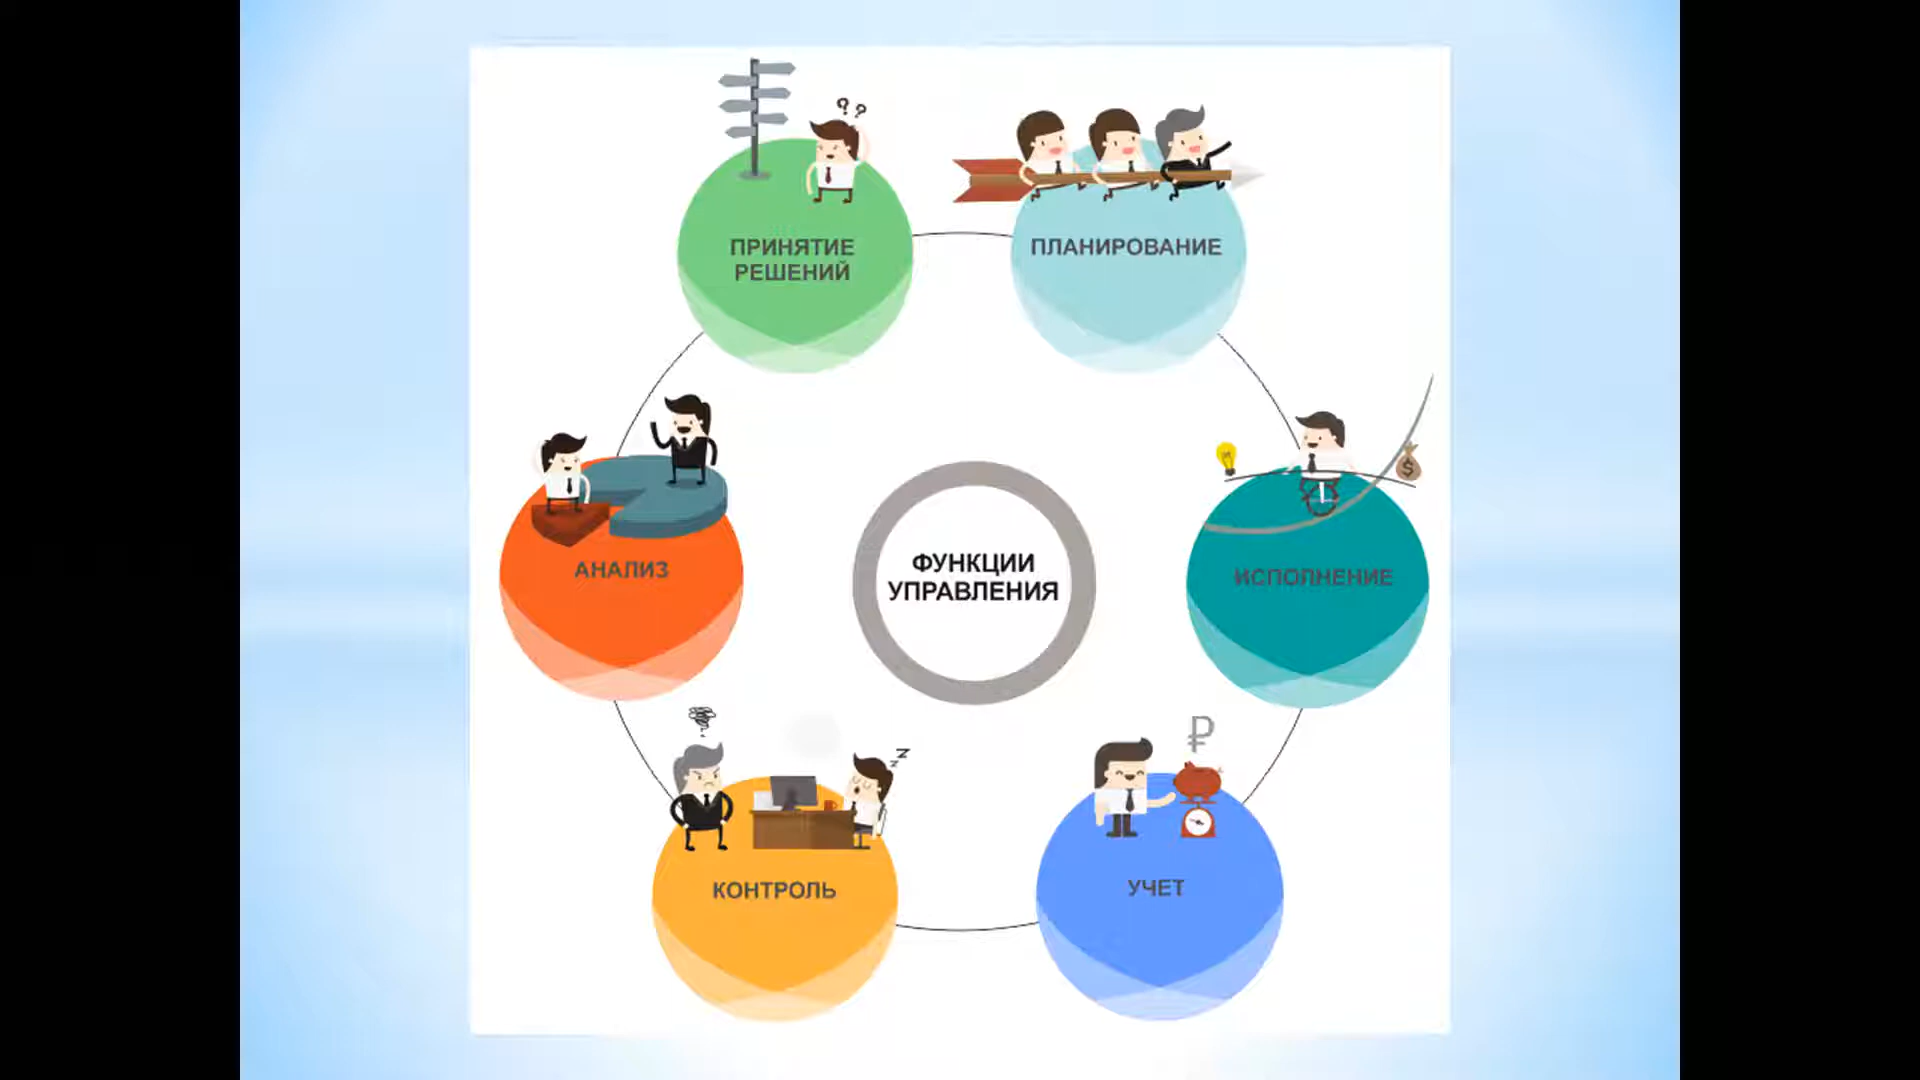 ПРИНЯТИЕ
РЕШЕНИЙ
ПЛАНИРОВАНИЕ
АНАЛИЗ
ФУНКЦИИ
УПРАВЛЕНИЯ
ИСПОЛНЕНИЕ
КОНТРОЛЬ
УЧЕТ
? ?
$
z z
₽